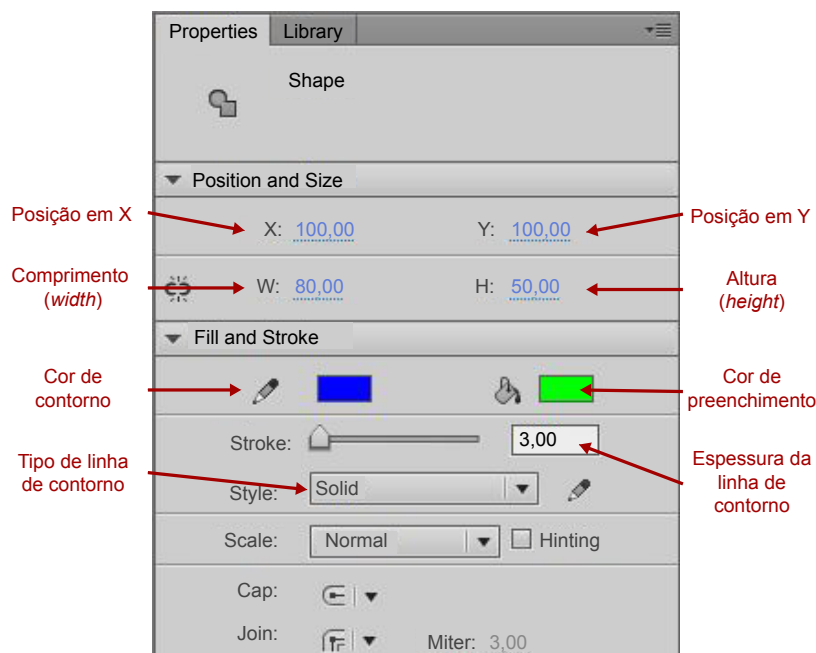 Properties Library
Shape
Position and Size
Posição em X
X: 100,00 Y: 100,00
Posição em Y
Comprimento
(width)
W: 80,00 H: 50,00
Altura
(height)
Fill and Stroke
Cor de
contorno
Cor de
preenchimento
Stroke: 3,00
Tipo de linha
de contorno
Style: Solid
Espessura da
linha de
contorno
Scale: Normal Hinting
Cap:
Join: Miter: 3,00